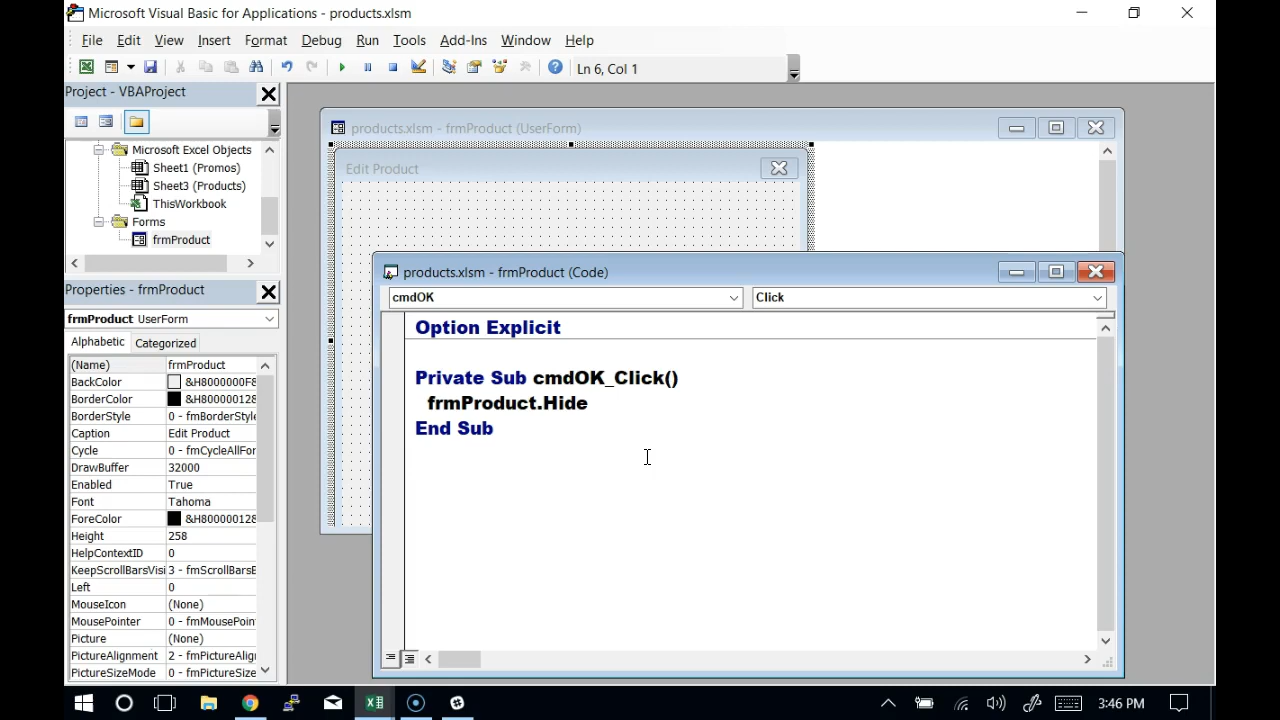 Microsoft Visual Basic for Applications - products.xlsm
File Edit View Insert Format Debug Run Tools Add-Ins Window Help
Ln 6, Col 1
Project - VBAProject
Microsoft Excel Objects
Sheet1 (Promos)
Sheet3 (Products)
ThisWorkbook
Forms
frmProduct
Properties - frmProduct
frmProduct UserForm
Alphabetic Categorized
(Name) frmProduct
BackColor &H8000000F&
BorderColor &H80000012&
BorderStyle 0 - fmBorderStyle
Caption Edit Product
Cycle 0 - fmCycleAllFor
DrawBuffer 32000
Enabled True
Font Tahoma
ForeColor &H80000012&
Height 258
HelpContextID 0
KeepScrollBarsVisi 3 - fmScrollBarsB
Left 0
MouseIcon (None)
MousePointer 0 - fmMousePoin
Picture (None)
PictureAlignment 2 - fmPictureAlig
PictureSizeMode 0 - fmPictureSize
products.xlsm - frmProduct (UserForm)
Edit Product
products.xlsm - frmProduct (Code)
cmdOK Click
Option Explicit
Private Sub cmdOK_Click()
frmProduct.Hide
End Sub
3:46 PM